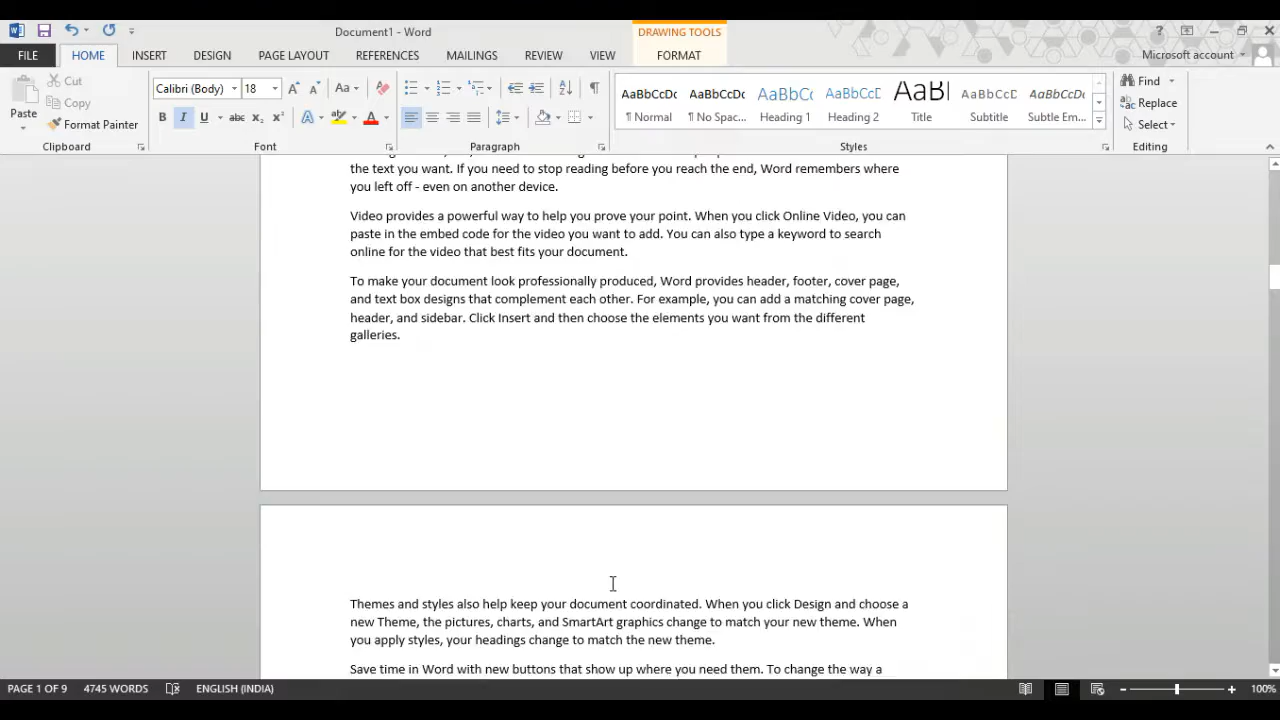 Document1 - Word
DRAWING TOOLS
?
FILE
HOME
INSERT
DESIGN
PAGE LAYOUT
REFERENCES
MAILINGS
REVIEW
VIEW
FORMAT
Microsoft account
Paste
Cut
Copy
Format Painter
Clipboard
Calibri (Body)
18
Font
Paragraph
AaBbCcDc
¶ Normal
AaBbCcDc
¶ No Spac...
AaBbC(
Heading 1
AaBbCcE
Heading 2
AaB
Title
AaBbCcD
Subtitle
AaBbCcDc
Subtle Em...
Styles
Find
Replace
Select
Editing
the text you want. If you need to stop reading before you reach the end, Word remembers where
you left off - even on another device.
Video provides a powerful way to help you prove your point. When you click Online Video, you can
paste in the embed code for the video you want to add. You can also type a keyword to search
online for the video that best fits your document.
To make your document look professionally produced, Word provides header, footer, cover page,
and text box designs that complement each other. For example, you can add a matching cover page,
header, and sidebar. Click Insert and then choose the elements you want from the different
galleries.
Themes and styles also help keep your document coordinated. When you click Design and choose a
new Theme, the pictures, charts, and SmartArt graphics change to match your new theme. When
you apply styles, your headings change to match the new theme.
Save time in Word with new buttons that show up where you need them. To change the way a
PAGE 1 OF 9
4745 WORDS
ENGLISH (INDIA)
100%